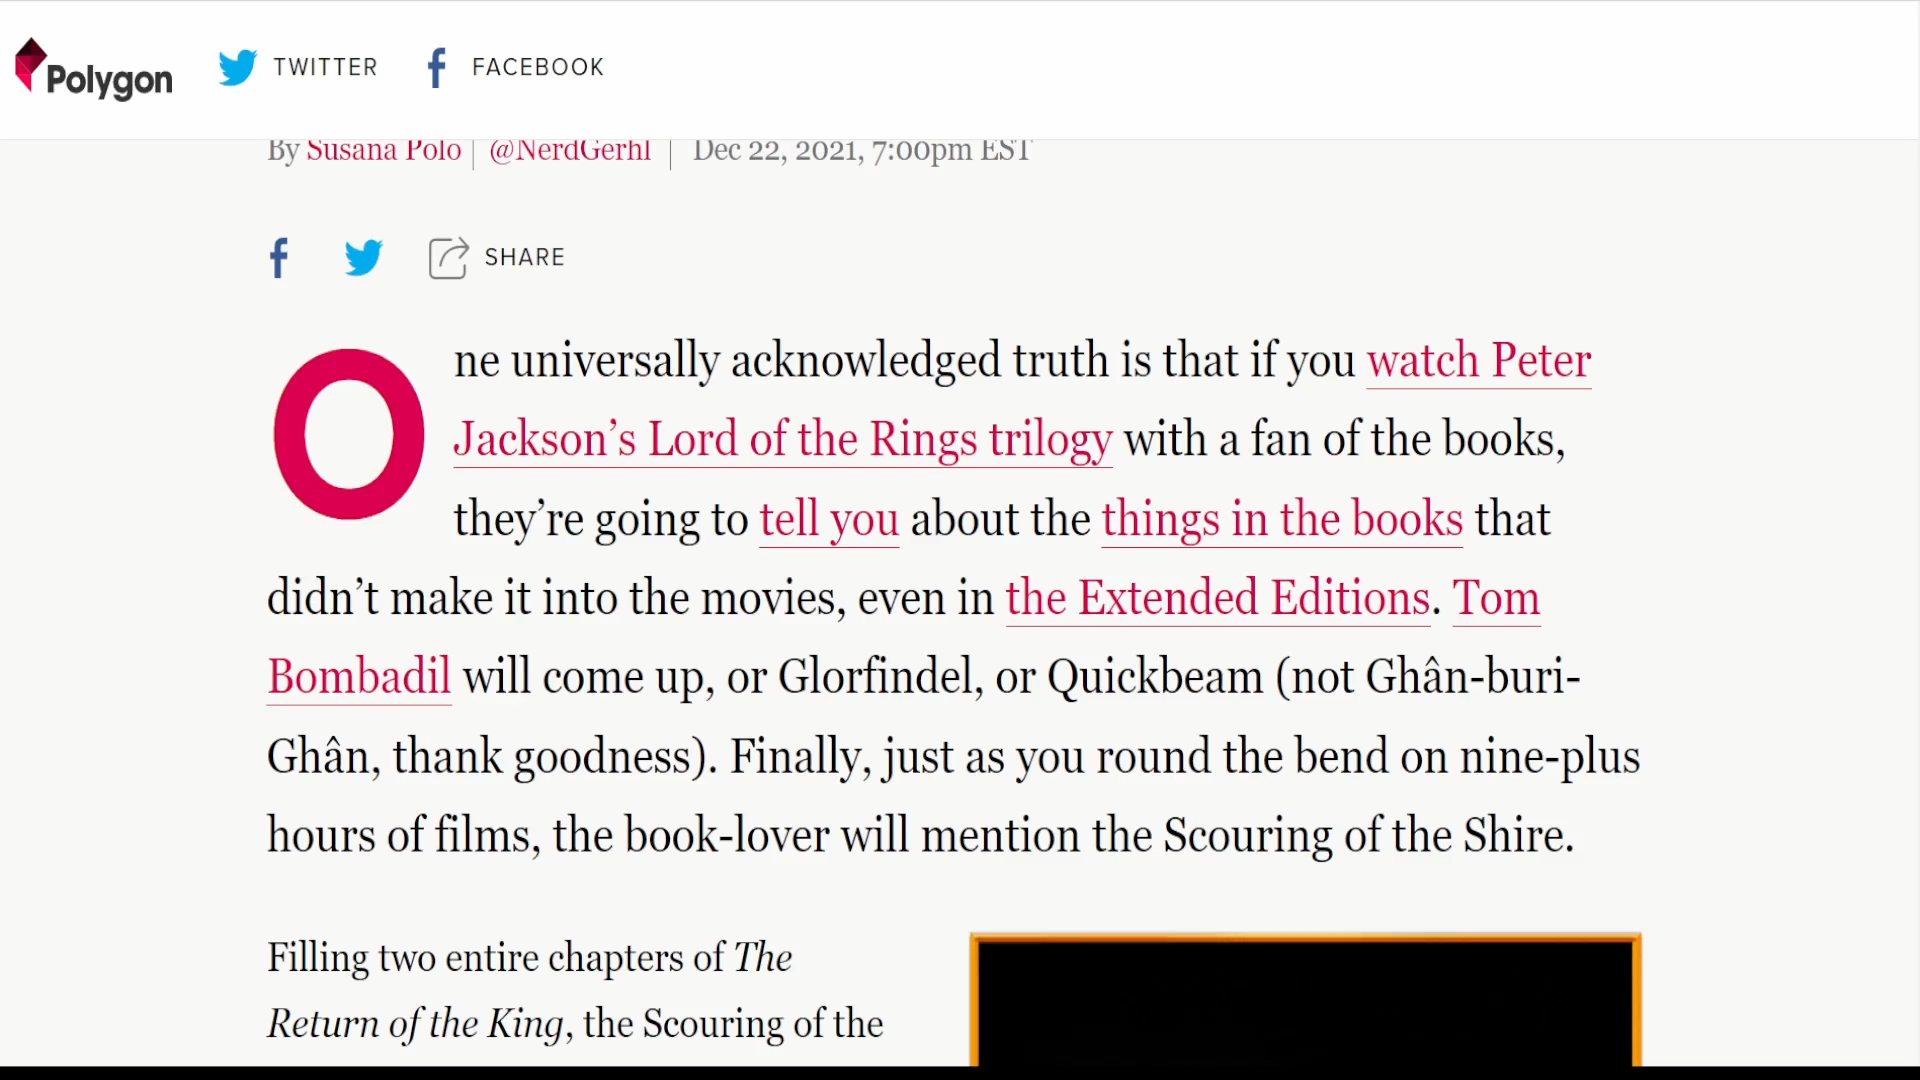 Polygon TWITTER FACEBOOK
By Susana Polo | @NerdGerhl | Dec 22, 2021, 7:00pm EST
SHARE
One universally acknowledged truth is that if you watch Peter
Jackson’s Lord of the Rings trilogy with a fan of the books,
they’re going to tell you about the things in the books that
didn’t make it into the movies, even in the Extended Editions. Tom
Bombadil will come up, or Glorfindel, or Quickbeam (not Ghân-buri-
Ghân, thank goodness). Finally, just as you round the bend on nine-plus
hours of films, the book-lover will mention the Scouring of the Shire.
Filling two entire chapters of The
Return of the King, the Scouring of the